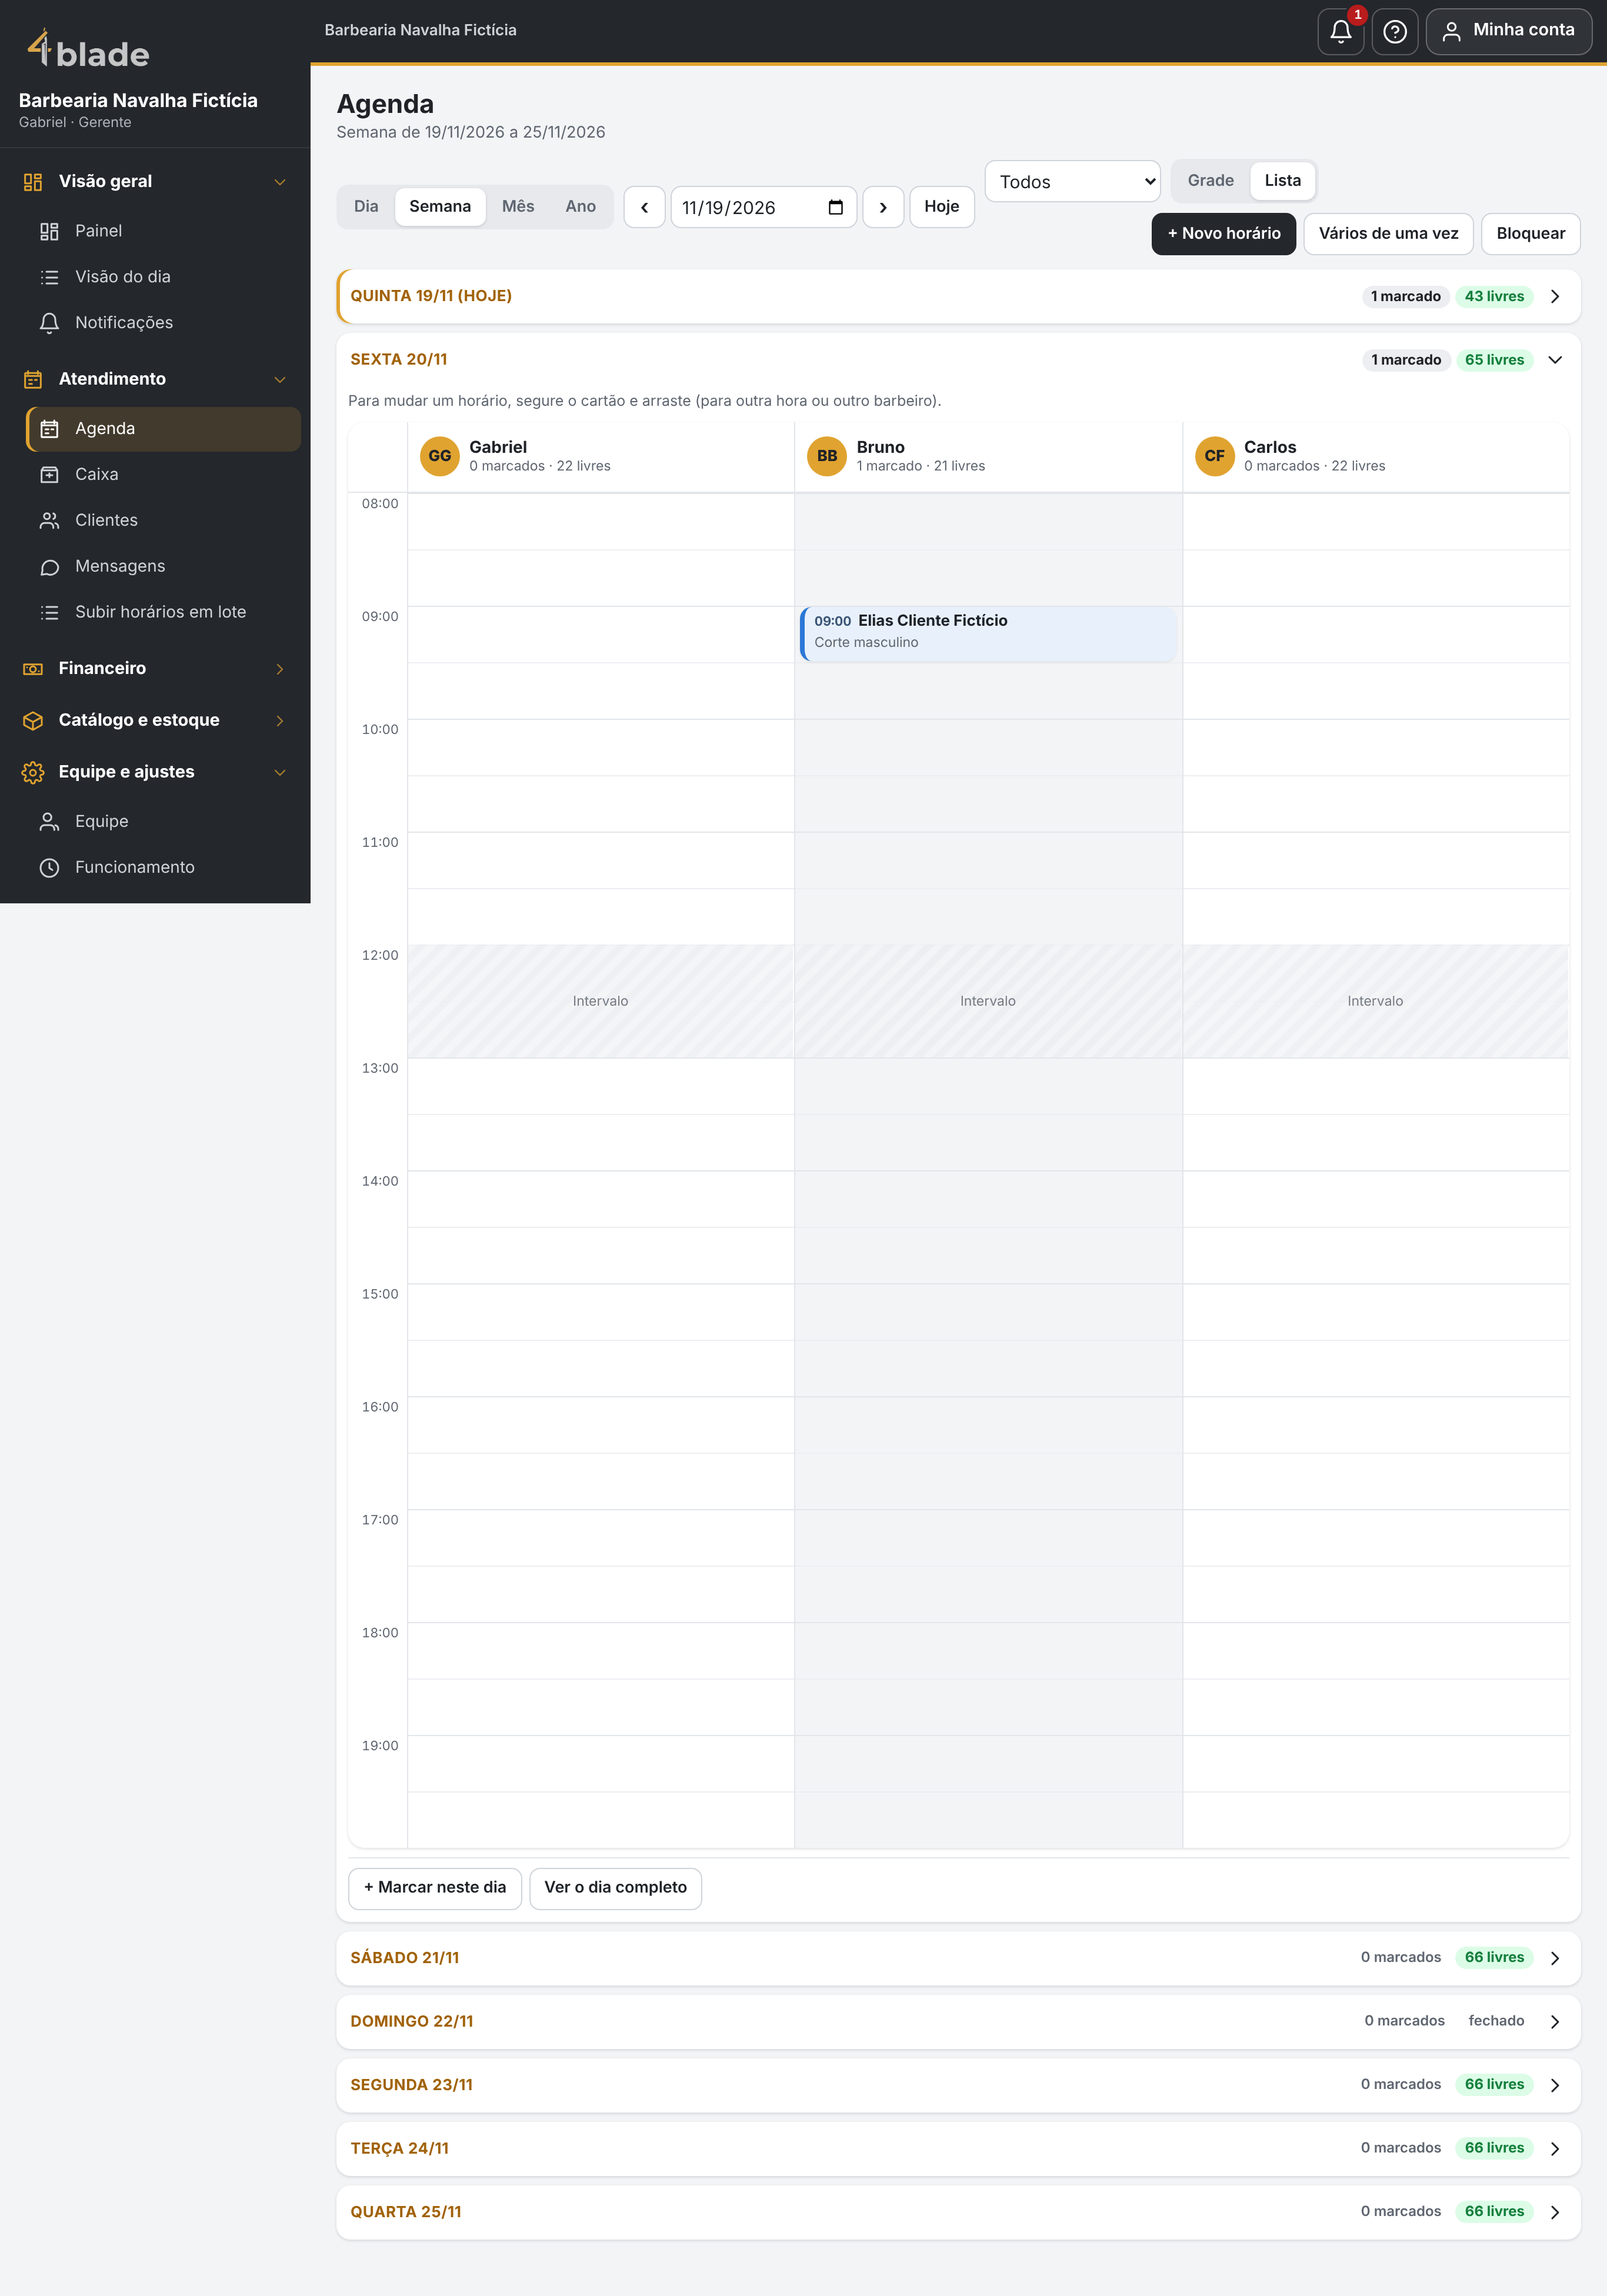 4blade
Barbearia Navalha Fictícia
Gabriel · Gerente
Visão geral
Painel
Visão do dia
Notificações
Atendimento
Agenda
Caixa
Clientes
Mensagens
Subir horários em lote
Financeiro
Catálogo e estoque
Equipe e ajustes
Equipe
Funcionamento
Barbearia Navalha Fictícia
1
Minha conta
Agenda
Semana de 19/11/2026 a 25/11/2026
Dia Semana Mês Ano ‹ 11/19/2026 › Hoje Todos Grade Lista
+ Novo horário Vários de uma vez Bloquear
QUINTA 19/11 (HOJE) 1 marcado 43 livres
SEXTA 20/11 1 marcado 65 livres
Para mudar um horário, segure o cartão e arraste (para outra hora ou outro barbeiro).
GG Gabriel BB Bruno CF Carlos
0 marcados · 22 livres 1 marcado · 21 livres 0 marcados · 22 livres
08:00
09:00 09:00 Elias Cliente Fictício
Corte masculino
10:00
11:00
12:00
Intervalo Intervalo Intervalo
13:00
14:00
15:00
16:00
17:00
18:00
19:00
+ Marcar neste dia Ver o dia completo
SÁBADO 21/11 0 marcados 66 livres
DOMINGO 22/11 0 marcados fechado
SEGUNDA 23/11 0 marcados 66 livres
TERÇA 24/11 0 marcados 66 livres
QUARTA 25/11 0 marcados 66 livres